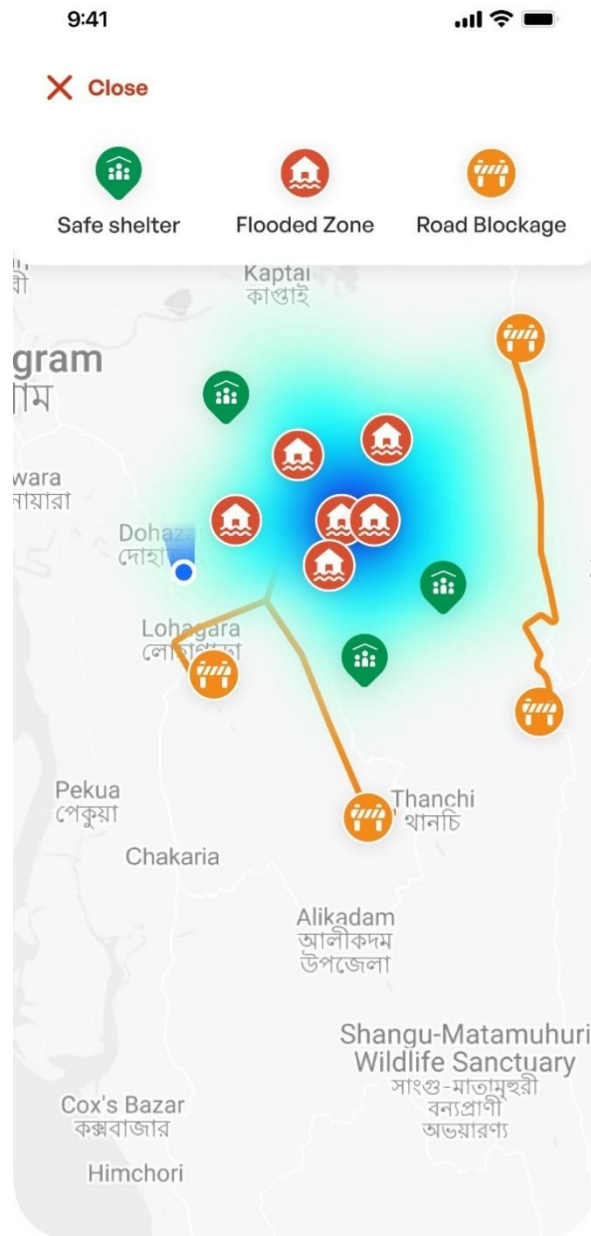 9:41
Close
Safe shelter
Flooded Zone
Road Blockage
Kaptai
কাপ্তাই
gram
গাম
wara
নোয়ারা
Lohagara
Pekua
পেকুয়া
Thanchi
থানচি
Chakaria
Alikadam
আলীকদম
উপজেলা
Shangu-Matamuhuri
Wildlife Sanctuary
সাংগু-মাতামুহুরী
বন্যপ্রাণী
অভয়ারণ্য
Cox's Bazar
কক্সবাজার
Himchori